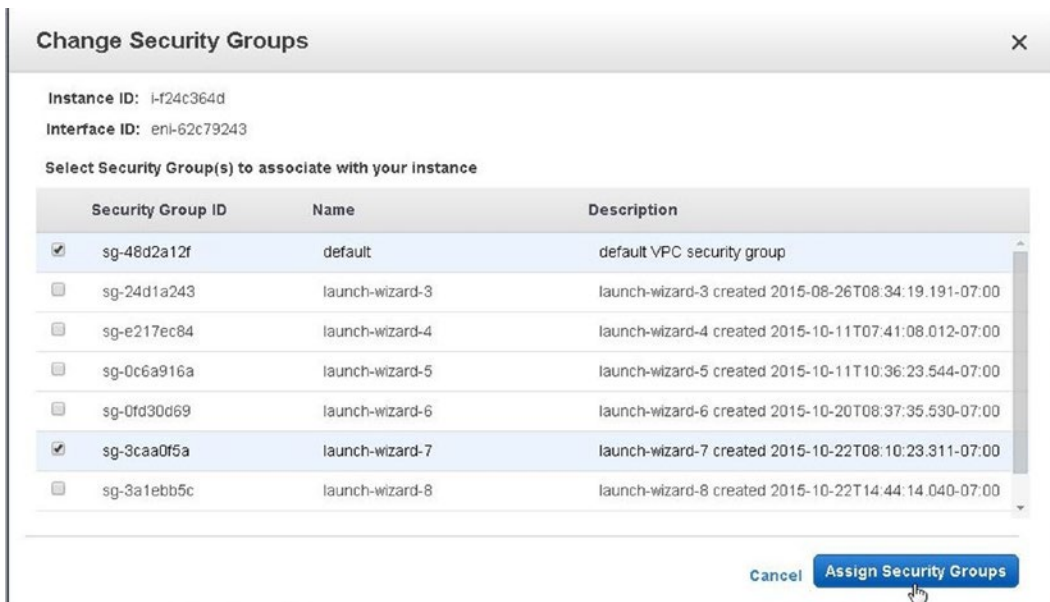 Change Security Groups
Instance ID: i-f24c364d
Interface ID: eni-62c79243
Select Security Group(s) to associate with your instance
Security Group ID Name Description
sg-48d2a12f default default VPC security group
sg-24d1a243 launch-wizard-3 launch-wizard-3 created 2015-08-26T08:34:19.191-07:00
sg-e217ec84 launch-wizard-4 launch-wizard-4 created 2015-10-11T07:41:08.012-07:00
sg-0c6a916a launch-wizard-5 launch-wizard-5 created 2015-10-11T10:36:23.544-07:00
sg-0fd30d69 launch-wizard-6 launch-wizard-6 created 2015-10-20T08:37:35.530-07:00
sg-3caa0f5a launch-wizard-7 launch-wizard-7 created 2015-10-22T08:10:23.311-07:00
sg-3a1ebb5c launch-wizard-8 launch-wizard-8 created 2015-10-22T14:44:14.040-07:00
Cancel Assign Security Groups